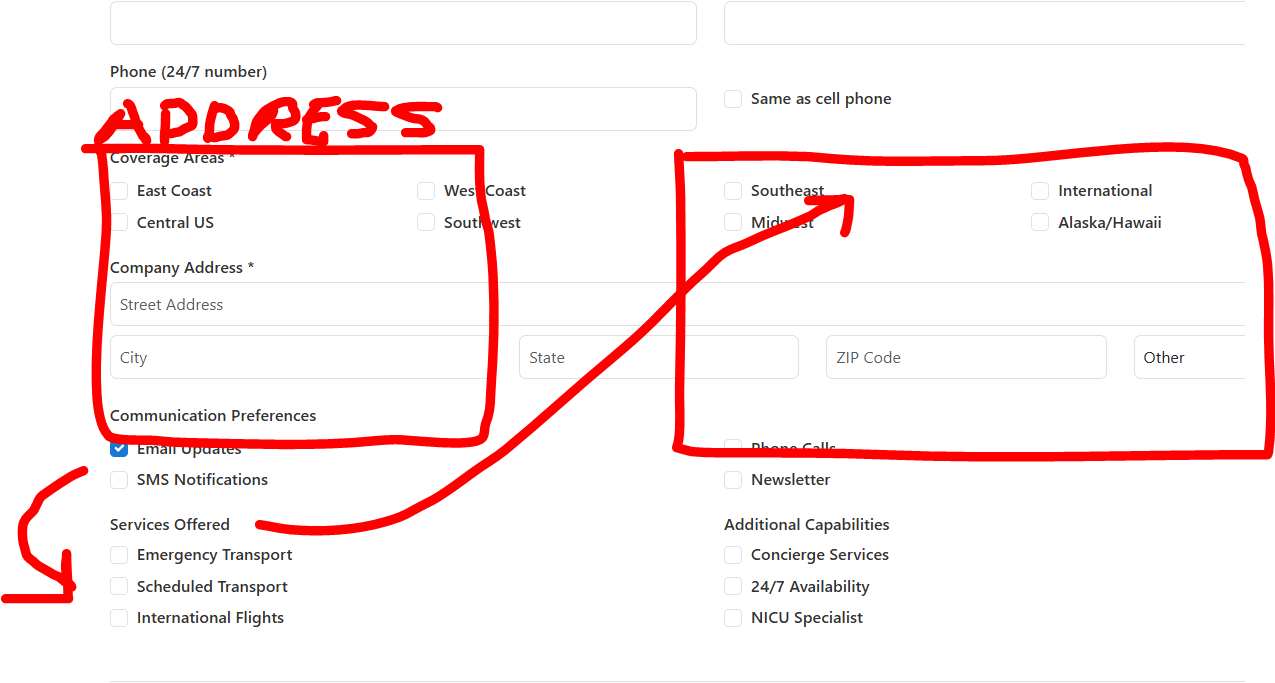 Phone (24/7 number)
Same as cell phone
ADDRESS
Coverage Areas *
East Coast West Coast Southeast International
Central US Southwest Midwest Alaska/Hawaii
Company Address *
Street Address
City State ZIP Code Other
Communication Preferences
Email Updates Phone Calls
SMS Notifications Newsletter
Services Offered Additional Capabilities
Emergency Transport Concierge Services
Scheduled Transport 24/7 Availability
International Flights NICU Specialist